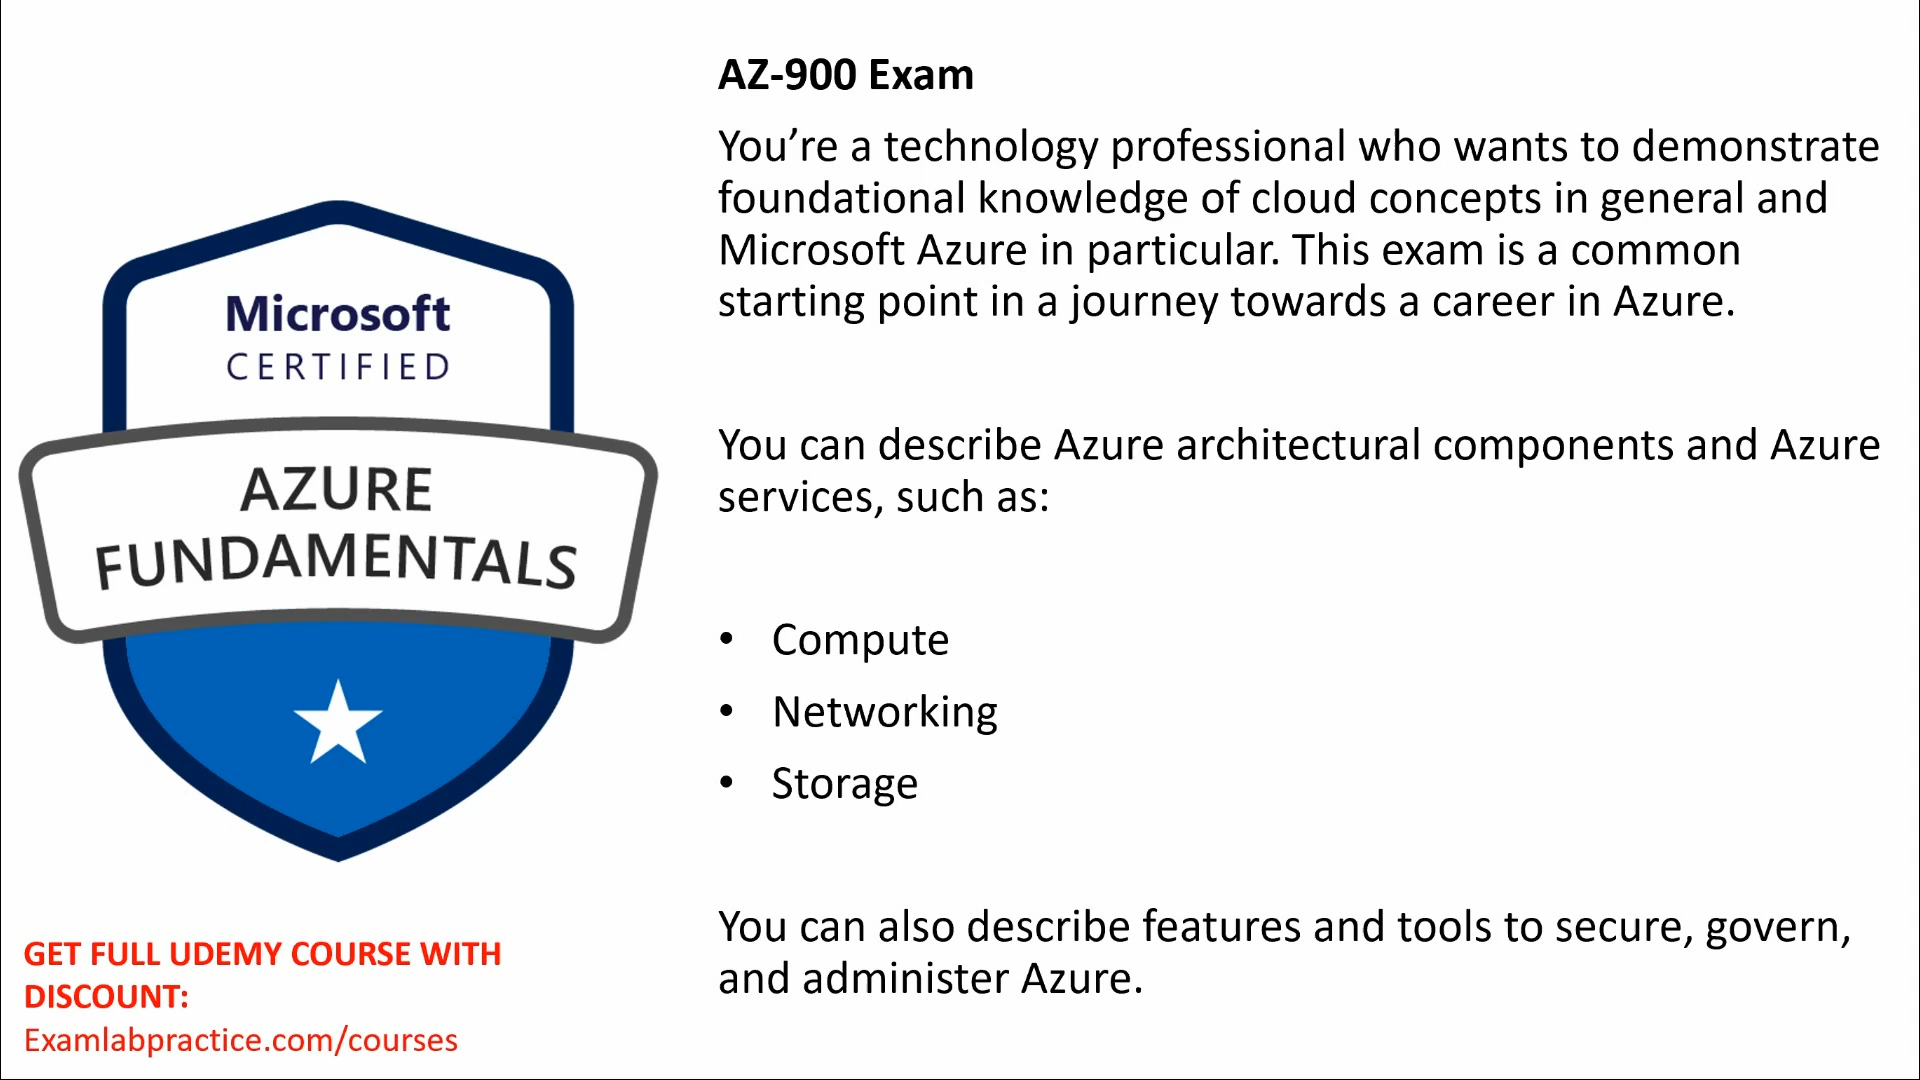 Microsoft
CERTIFIED
AZURE
FUNDAMENTALS
GET FULL UDEMY COURSE WITH
DISCOUNT:
Examlabpractice.com/courses
AZ-900 Exam
You’re a technology professional who wants to demonstrate
foundational knowledge of cloud concepts in general and
Microsoft Azure in particular. This exam is a common
starting point in a journey towards a career in Azure.
You can describe Azure architectural components and Azure
services, such as:
• Compute
• Networking
• Storage
You can also describe features and tools to secure, govern,
and administer Azure.